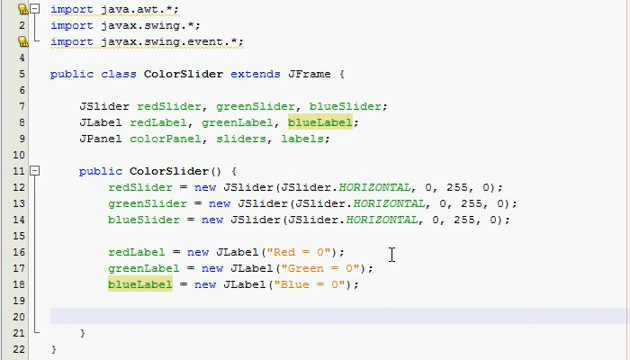 import java.awt.*;
2 import javax.swing.*;
import javax.swing.event.*;
4
5 public class ColorSlider extends JFrame {
6
7 JSlider redSlider, greenSlider, blueSlider;
8 JLabel redLabel, greenLabel, blueLabel;
9 JPanel colorPanel, sliders, labels;
10
11 public ColorSlider() {
12 redSlider = new JSlider(JSlider.HORIZONTAL, 0, 255, 0);
13 greenSlider = new JSlider(JSlider.HORIZONTAL, 0, 255, 0);
14 blueSlider = new JSlider(JSlider.HORIZONTAL, 0, 255, 0);
15
16 redLabel = new JLabel("Red = 0");
17 greenLabel = new JLabel("Green = 0");
18 blueLabel = new JLabel("Blue = 0");
19
20
21 }
22 }